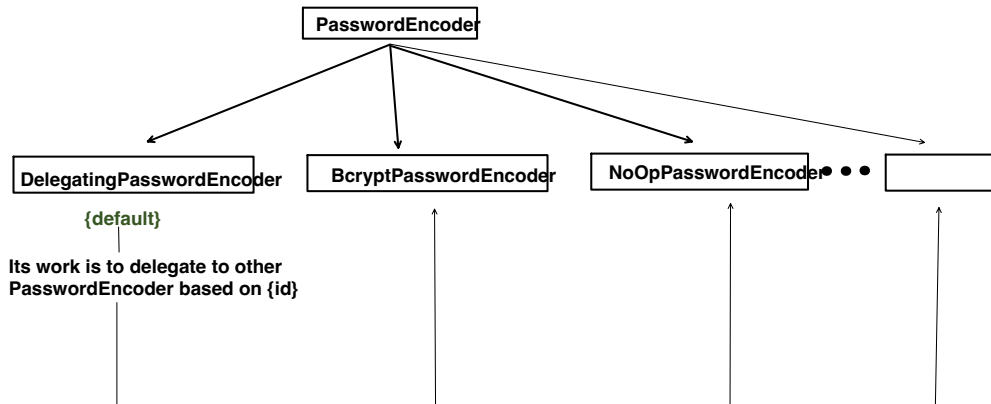 PasswordEncoder
DelegatingPasswordEncoder
BcryptPasswordEncoder
NoOpPasswordEncoder
{default}
Its work is to delegate to other
PasswordEncoder based on {id}